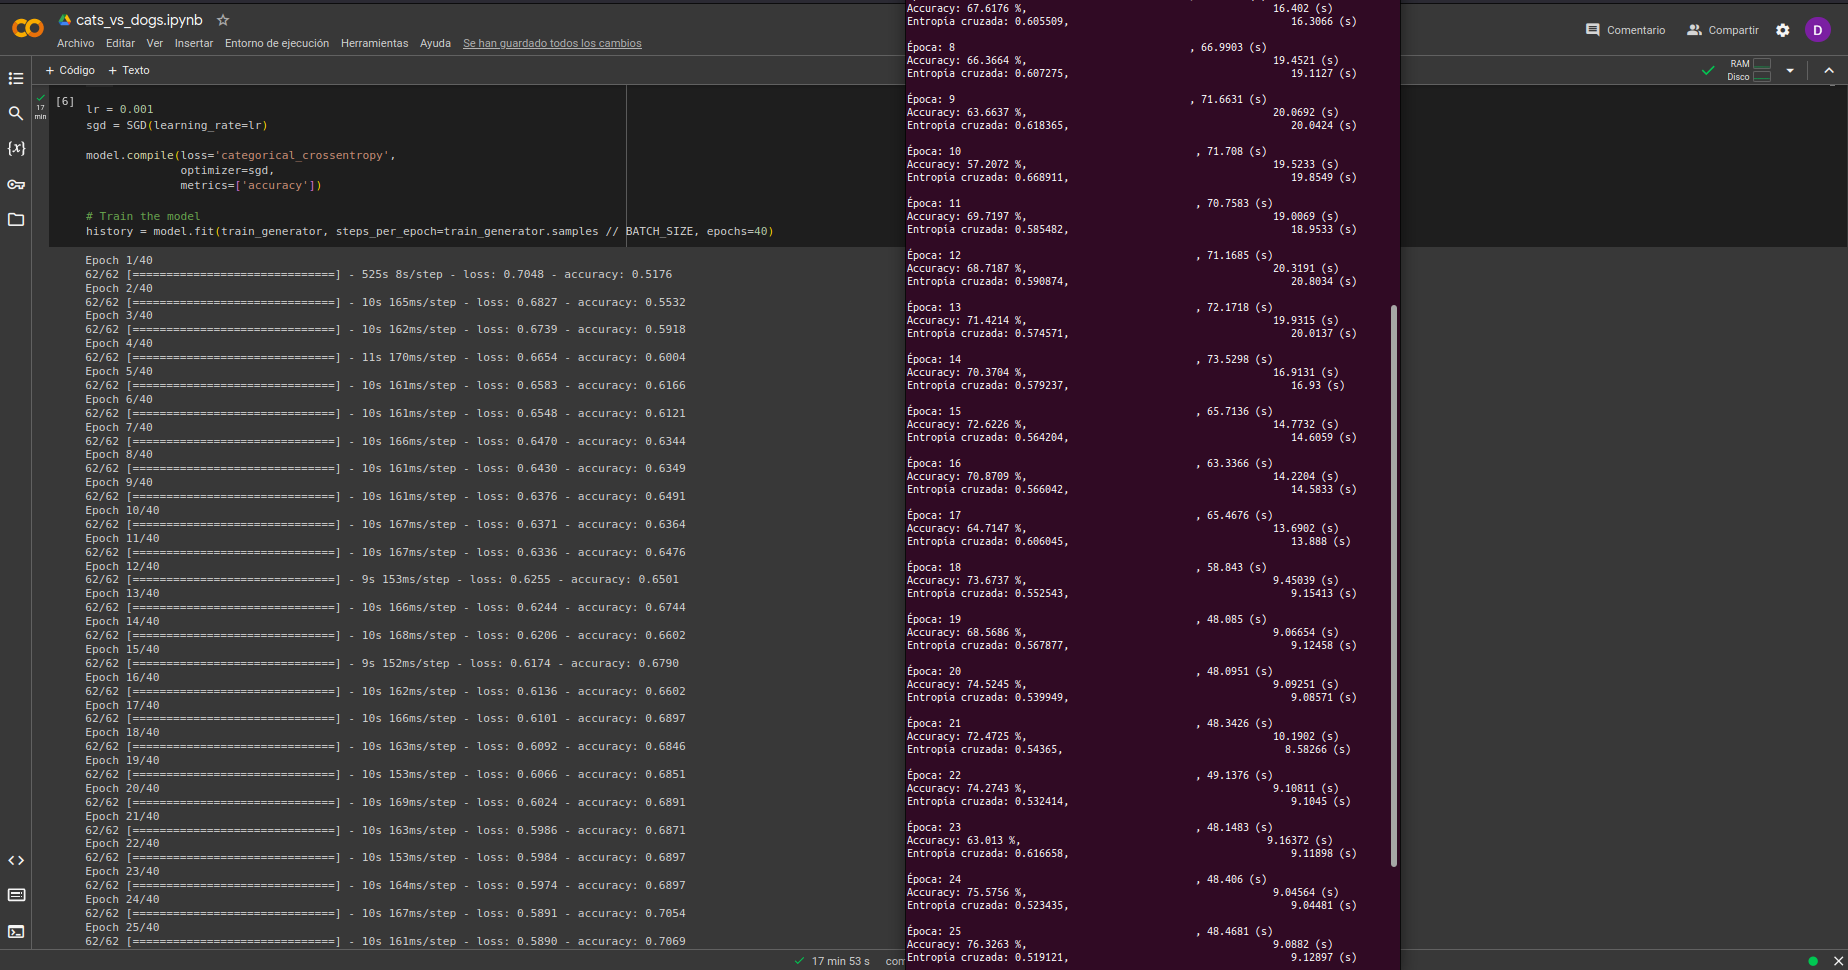 cats_vs_dogs.ipynb
Archivo Editar Ver Insertar Entorno de ejecución Herramientas Ayuda Se han guardado todos los cambios
Comentario Compartir D
+ Código + Texto
RAM
Disco
17
min
[6]
lr = 0.001
sgd = SGD(learning_rate=lr)
model.compile(loss='categorical_crossentropy',
optimizer=sgd,
metrics=['accuracy'])
# Train the model
history = model.fit(train_generator, steps_per_epoch=train_generator.samples // BATCH_SIZE, epochs=40)
Epoch 1/40
62/62 [==============================] - 525s 8s/step - loss: 0.7048 - accuracy: 0.5176
Epoch 2/40
62/62 [==============================] - 10s 165ms/step - loss: 0.6827 - accuracy: 0.5532
Epoch 3/40
62/62 [==============================] - 10s 162ms/step - loss: 0.6739 - accuracy: 0.5918
Epoch 4/40
62/62 [==============================] - 11s 170ms/step - loss: 0.6654 - accuracy: 0.6004
Epoch 5/40
62/62 [==============================] - 10s 161ms/step - loss: 0.6583 - accuracy: 0.6166
Epoch 6/40
62/62 [==============================] - 10s 161ms/step - loss: 0.6548 - accuracy: 0.6121
Epoch 7/40
62/62 [==============================] - 10s 166ms/step - loss: 0.6470 - accuracy: 0.6344
Epoch 8/40
62/62 [==============================] - 10s 161ms/step - loss: 0.6430 - accuracy: 0.6349
Epoch 9/40
62/62 [==============================] - 10s 161ms/step - loss: 0.6376 - accuracy: 0.6491
Epoch 10/40
62/62 [==============================] - 10s 167ms/step - loss: 0.6371 - accuracy: 0.6364
Epoch 11/40
62/62 [==============================] - 10s 167ms/step - loss: 0.6336 - accuracy: 0.6476
Epoch 12/40
62/62 [==============================] - 9s 153ms/step - loss: 0.6255 - accuracy: 0.6501
Epoch 13/40
62/62 [==============================] - 10s 166ms/step - loss: 0.6244 - accuracy: 0.6744
Epoch 14/40
62/62 [==============================] - 10s 168ms/step - loss: 0.6206 - accuracy: 0.6602
Epoch 15/40
62/62 [==============================] - 9s 152ms/step - loss: 0.6174 - accuracy: 0.6790
Epoch 16/40
62/62 [==============================] - 10s 162ms/step - loss: 0.6136 - accuracy: 0.6602
Epoch 17/40
62/62 [==============================] - 10s 166ms/step - loss: 0.6101 - accuracy: 0.6897
Epoch 18/40
62/62 [==============================] - 10s 163ms/step - loss: 0.6092 - accuracy: 0.6846
Epoch 19/40
62/62 [==============================] - 10s 153ms/step - loss: 0.6066 - accuracy: 0.6851
Epoch 20/40
62/62 [==============================] - 10s 169ms/step - loss: 0.6024 - accuracy: 0.6891
Epoch 21/40
62/62 [==============================] - 10s 163ms/step - loss: 0.5986 - accuracy: 0.6871
Epoch 22/40
62/62 [==============================] - 10s 153ms/step - loss: 0.5984 - accuracy: 0.6897
Epoch 23/40
62/62 [==============================] - 10s 164ms/step - loss: 0.5974 - accuracy: 0.6897
Epoch 24/40
62/62 [==============================] - 10s 167ms/step - loss: 0.5891 - accuracy: 0.7054
Epoch 25/40
62/62 [==============================] - 10s 161ms/step - loss: 0.5890 - accuracy: 0.7069
17 min 53 s
Accuracy: 67.6176 %, 16.402 (s)
Entropía cruzada: 0.605509, 16.3066 (s)
Época: 8 , 66.9903 (s)
Accuracy: 66.3664 %, 19.4521 (s)
Entropía cruzada: 0.607275, 19.1127 (s)
Época: 9 , 71.6631 (s)
Accuracy: 63.6637 %, 20.0692 (s)
Entropía cruzada: 0.618365, 20.0424 (s)
Época: 10 , 71.708 (s)
Accuracy: 57.2072 %, 19.5233 (s)
Entropía cruzada: 0.668911, 19.8549 (s)
Época: 11 , 70.7583 (s)
Accuracy: 69.7197 %, 19.0069 (s)
Entropía cruzada: 0.585482, 18.9533 (s)
Época: 12 , 71.1685 (s)
Accuracy: 68.7187 %, 20.3191 (s)
Entropía cruzada: 0.590874, 20.8034 (s)
Época: 13 , 72.1718 (s)
Accuracy: 71.4214 %, 19.9315 (s)
Entropía cruzada: 0.574571, 20.0137 (s)
Época: 14 , 73.5298 (s)
Accuracy: 70.3704 %, 16.9131 (s)
Entropía cruzada: 0.579237, 16.93 (s)
Época: 15 , 65.7136 (s)
Accuracy: 72.6226 %, 14.7732 (s)
Entropía cruzada: 0.564204, 14.6059 (s)
Época: 16 , 63.3366 (s)
Accuracy: 70.8709 %, 14.2204 (s)
Entropía cruzada: 0.566042, 14.5833 (s)
Época: 17 , 65.4676 (s)
Accuracy: 64.7147 %, 13.6902 (s)
Entropía cruzada: 0.606045, 13.888 (s)
Época: 18 , 58.843 (s)
Accuracy: 73.6737 %, 9.45039 (s)
Entropía cruzada: 0.552543, 9.15413 (s)
Época: 19 , 48.085 (s)
Accuracy: 68.5686 %, 9.06654 (s)
Entropía cruzada: 0.567877, 9.12458 (s)
Época: 20 , 48.0951 (s)
Accuracy: 74.5245 %, 9.09251 (s)
Entropía cruzada: 0.539949, 9.08571 (s)
Época: 21 , 48.3426 (s)
Accuracy: 72.4725 %, 10.1902 (s)
Entropía cruzada: 0.54365, 8.58266 (s)
Época: 22 , 49.1376 (s)
Accuracy: 74.2743 %, 9.10811 (s)
Entropía cruzada: 0.532414, 9.1045 (s)
Época: 23 , 48.1483 (s)
Accuracy: 63.013 %, 9.16372 (s)
Entropía cruzada: 0.616658, 9.11898 (s)
Época: 24 , 48.406 (s)
Accuracy: 75.5756 %, 9.04564 (s)
Entropía cruzada: 0.523435, 9.04481 (s)
Época: 25 , 48.4681 (s)
Accuracy: 76.3263 %, 9.0882 (s)
Entropía cruzada: 0.519121, 9.12897 (s)